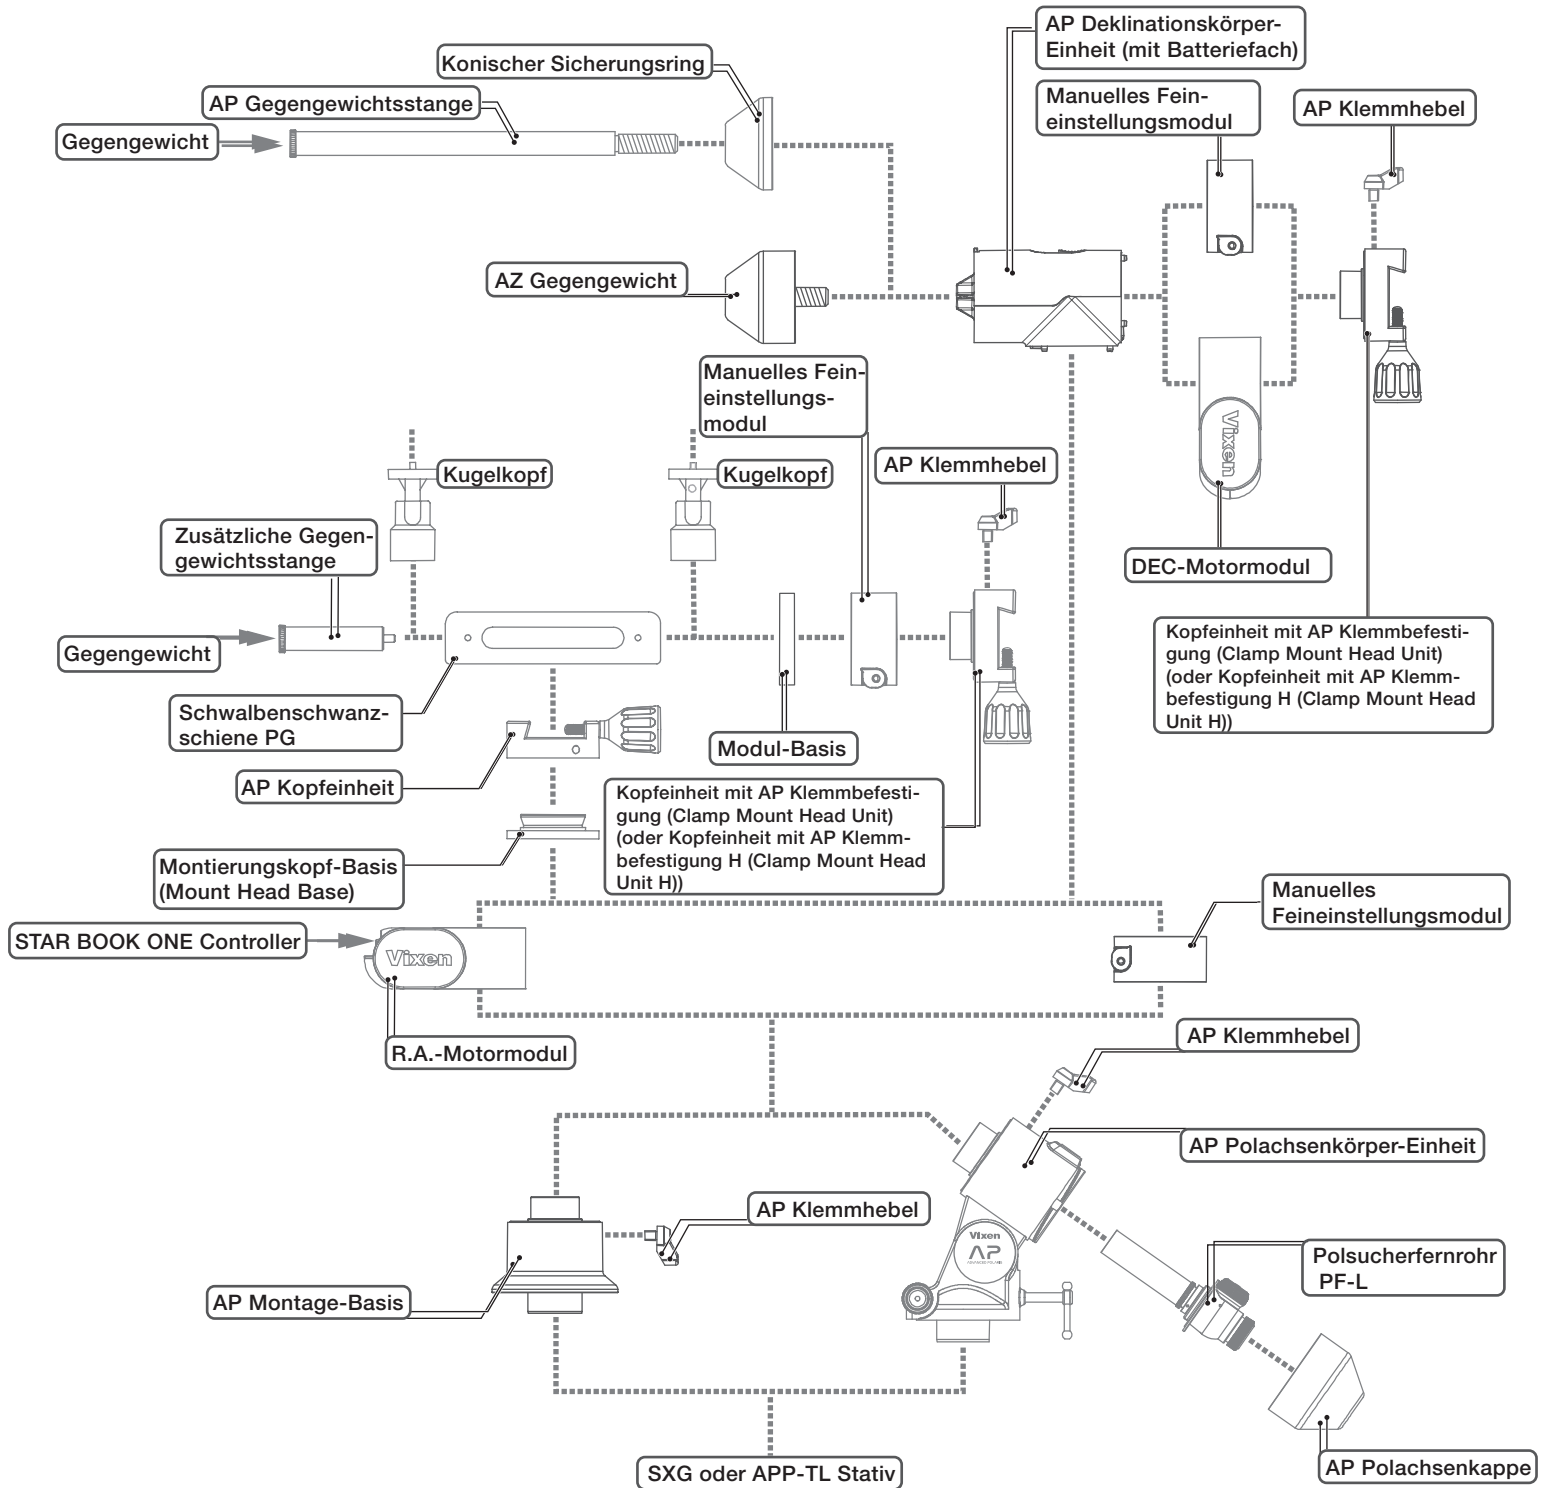 AP Deklinationskörper-
Einheit (mit Batteriefach)
Konischer Sicherungsring
AP Gegengewichtsstange
Manuelles Fein-
einstellungsmodul
AP Klemmhebel
Gegengewicht
AZ Gegengewicht
Manuelles Fein-
einstellungs-
modul
Vixen
AP Klemmhebel
Kugelkopf
Kugelkopf
Zusätzliche Gegen-
gewichtsstange
DEC-Motormodul
Gegengewicht
Kopfeinheit mit AP Klemmbefesti-
gung (Clamp Mount Head Unit)
(oder Kopfeinheit mit AP Klemm-
befestigung H (Clamp Mount Head
Unit H))
Schwalbenschwanz-
schiene PG
Modul-Basis
AP Kopfeinheit
Kopfeinheit mit AP Klemmbefesti-
gung (Clamp Mount Head Unit)
(oder Kopfeinheit mit AP Klemm-
befestigung H (Clamp Mount Head
Unit H))
Montierungskopf-Basis
(Mount Head Base)
Manuelles
Feineinstellungsmodul
STAR BOOK ONE Controller
Vixen
R.A.-Motormodul
AP Klemmhebel
AP Polachsenkörper-Einheit
AP Klemmhebel
Vixen
AP
ADVANCED POLARIS
Polsucherfernrohr
PF-L
AP Montage-Basis
AP Polachsenkappe
SXG oder APP-TL Stativ